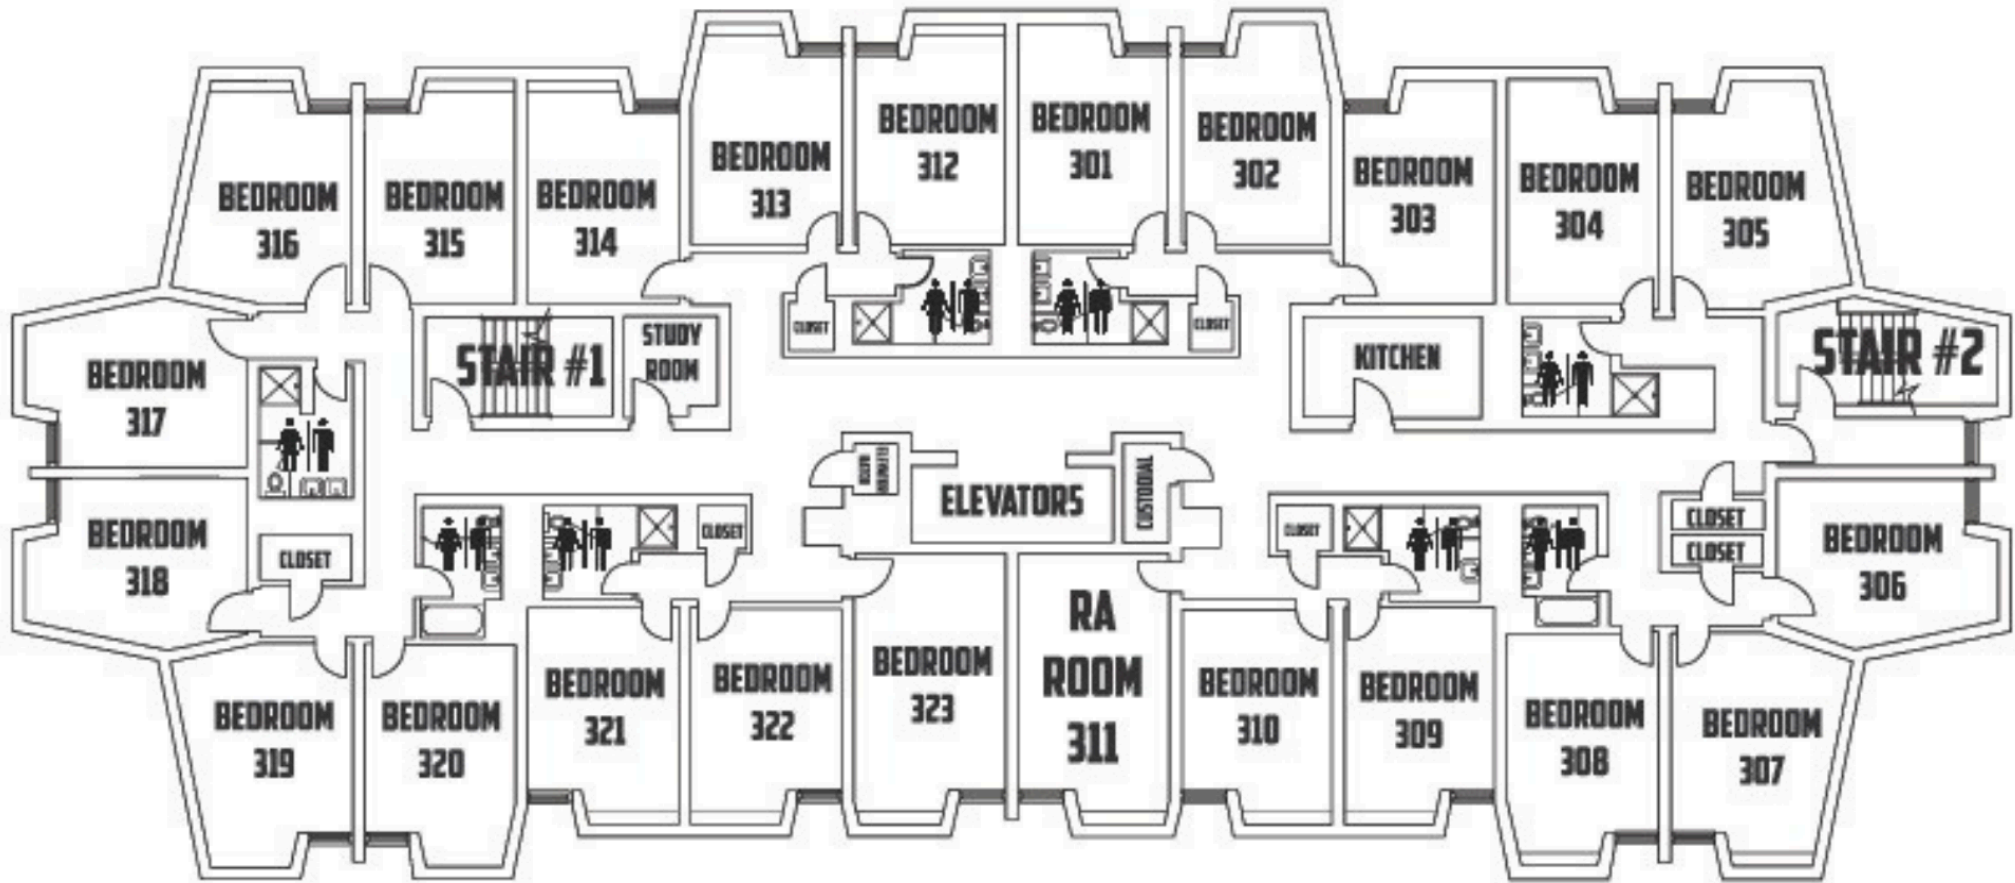 BEDROOM
316
BEDROOM
315
BEDROOM
314
BEDROOM
313
BEDROOM
312
BEDROOM
301
BEDROOM
302
BEDROOM
303
BEDROOM
304
BEDROOM
305
BEDROOM
317
STAIR #1
STUDY
ROOM
CLOSET
CLOSET
KITCHEN
STAIR #2
BEDROOM
318
CLOSET
CLOSET
ELEVATOR
ELEVATORS
CUSTODIAL
CLOSET
CLOSET
CLOSET
BEDROOM
306
BEDROOM
319
BEDROOM
320
BEDROOM
321
BEDROOM
322
BEDROOM
323
RA
ROOM
311
BEDROOM
310
BEDROOM
309
BEDROOM
308
BEDROOM
307